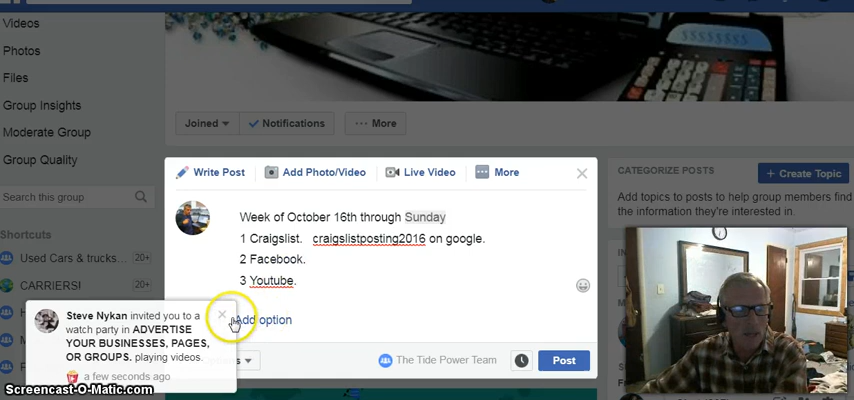 Videos
Photos
Files
Group Insights
Moderate Group
Group Quality
Search this group
Shortcuts
Used Cars & trucks... 20+
CARRIERS! 20+
Joined
Notifications
··· More
Write Post
Add Photo/Video
Live Video
More
Week of October 16th through Sunday
1 Craigslist. craigslistposting2016 on google.
2 Facebook.
3 Youtube.
Add option
The Tide Power Team
Post
CATEGORIZE POSTS
+ Create Topic
Add topics to posts to help group members find
the information they're interested in.
Steve Nykan invited you to a
watch party in ADVERTISE
YOUR BUSINESSES, PAGES,
OR GROUPS. playing videos.
a few seconds ago
Screencast-O-Matic.com